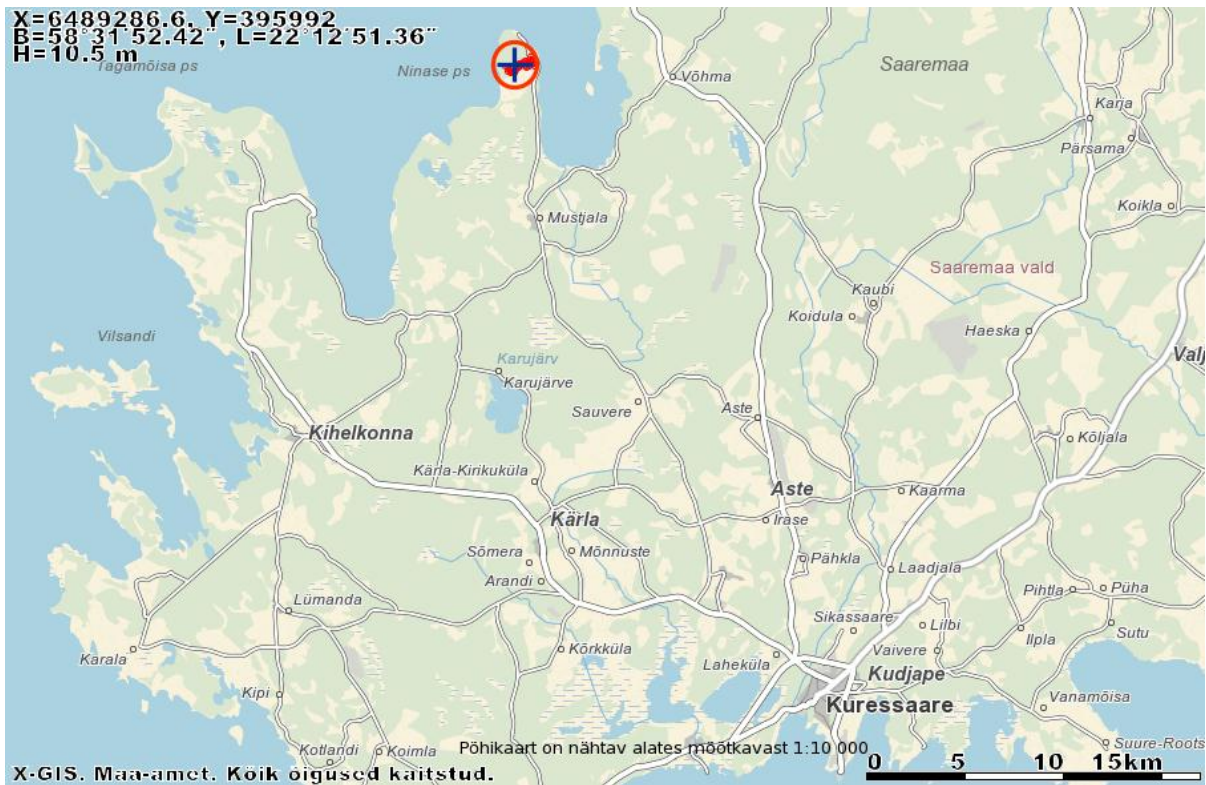 X=6489286.6, Y=395992
B=58°31'52.42", L=22°12'51.36"
H=10.5 m
Tagamõisa ps
Ninase ps
Võhma
Saaremaa
Karja
Pärsama
Koikla
Mustjala
Saaremaa vald
Kaubi
Koidula
Haeska
Valj
Vilsandi
Karujärv
Karujärve
Sauvere
Aste
Kihelkonna
Kõljala
Kärla-Kirikuküla
Aste
Kaarma
Kärla
Irase
Sõmera
Mõnnuste
Pähkla
Arandi
Laadjala
Pihtla
Püha
Lümanda
Sikassaare
Lilbi
Ilpla
Sutu
Karala
Kõrkküla
Laheküla
Vaivere
Kudjape
Kipi
Vanamõisa
Kuressaare
Kotlandi
Koimla
Põhikaart on nähtav alates mõõtkavast 1:10 000
Suure-Roots
0 5 10 15km
X-GIS. Maa-amet. Kõik õigused kaitstud.